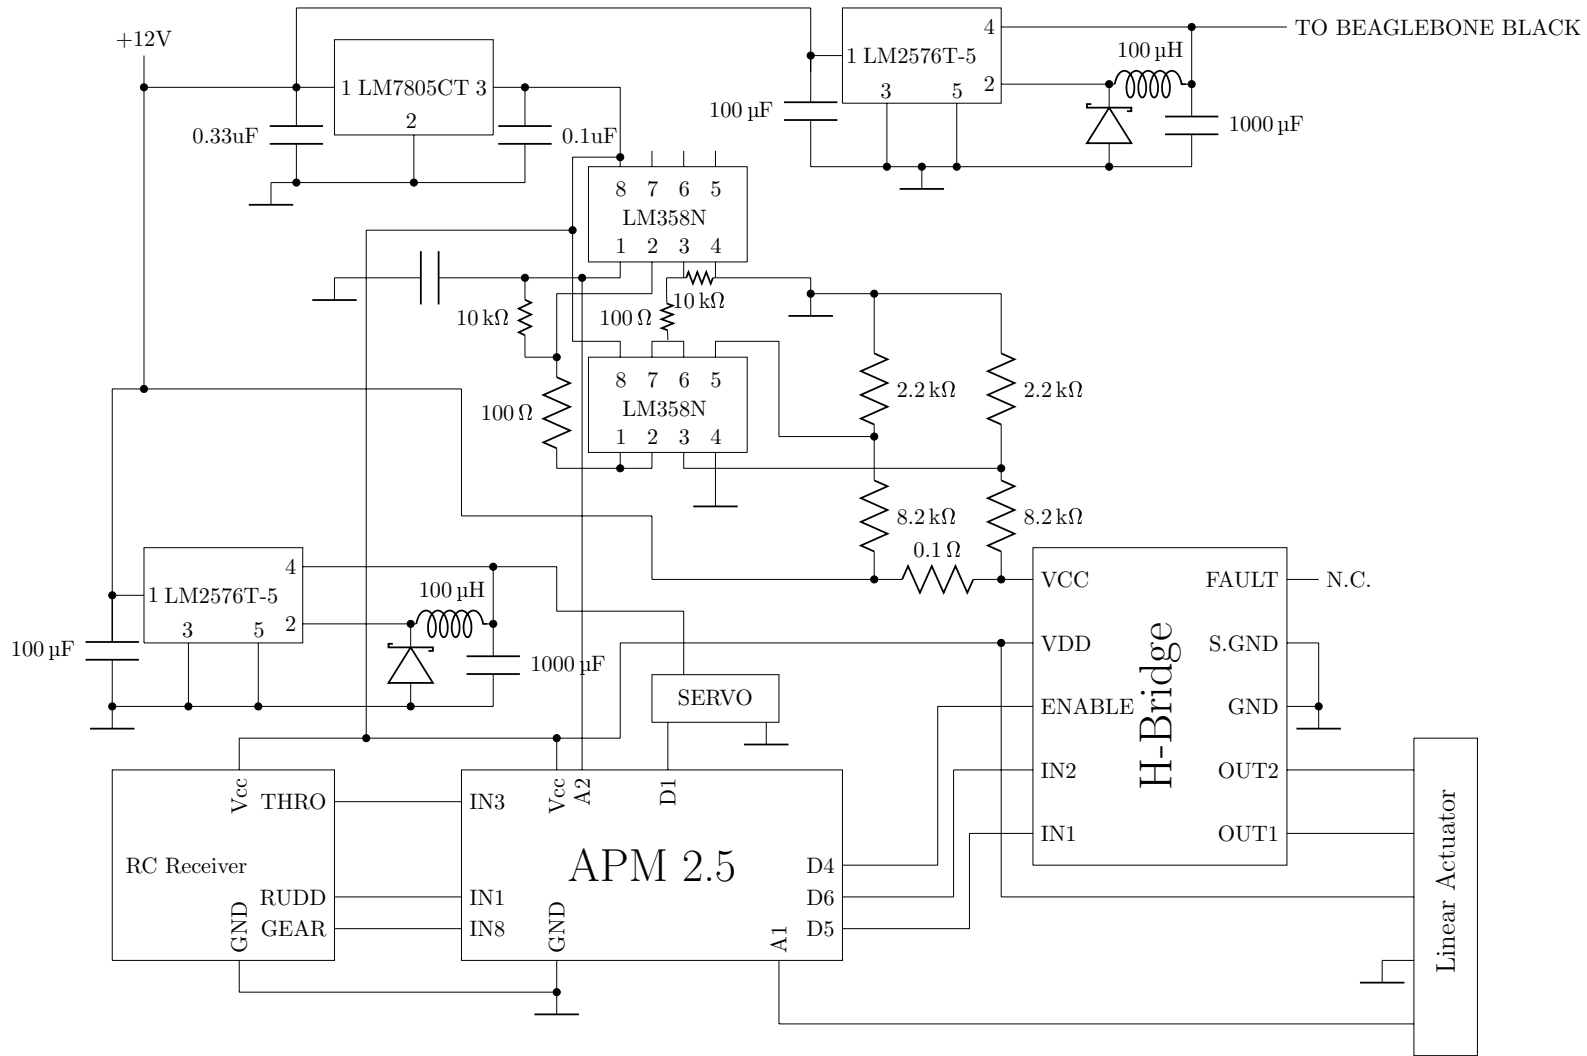 TO BEAGLEBONE BLACK
+12V
1 LM7805CT 3
2
0.33uF
0.1uF
4
1 LM2576T-5
2
3 5
100 µF
100 µH
1000 µF
8 7 6 5
LM358N
1 2 3 4
10 kΩ
100 Ω
10 kΩ
8 7 6 5
LM358N
1 2 3 4
100 Ω
2.2 kΩ
2.2 kΩ
8.2 kΩ
8.2 kΩ
0.1 Ω
4
1 LM2576T-5
2
3 5
100 µF
100 µH
1000 µF
SERVO
VCC
VDD
ENABLE
IN2
IN1
H-Bridge
FAULT
S.GND
GND
OUT2
OUT1
N.C.
Vcc
THRO
RC Receiver
RUDD
GEAR
GND
IN3
Vcc
A2
D1
APM 2.5
IN1
IN8
GND
D4
D6
D5
A1
Linear Actuator